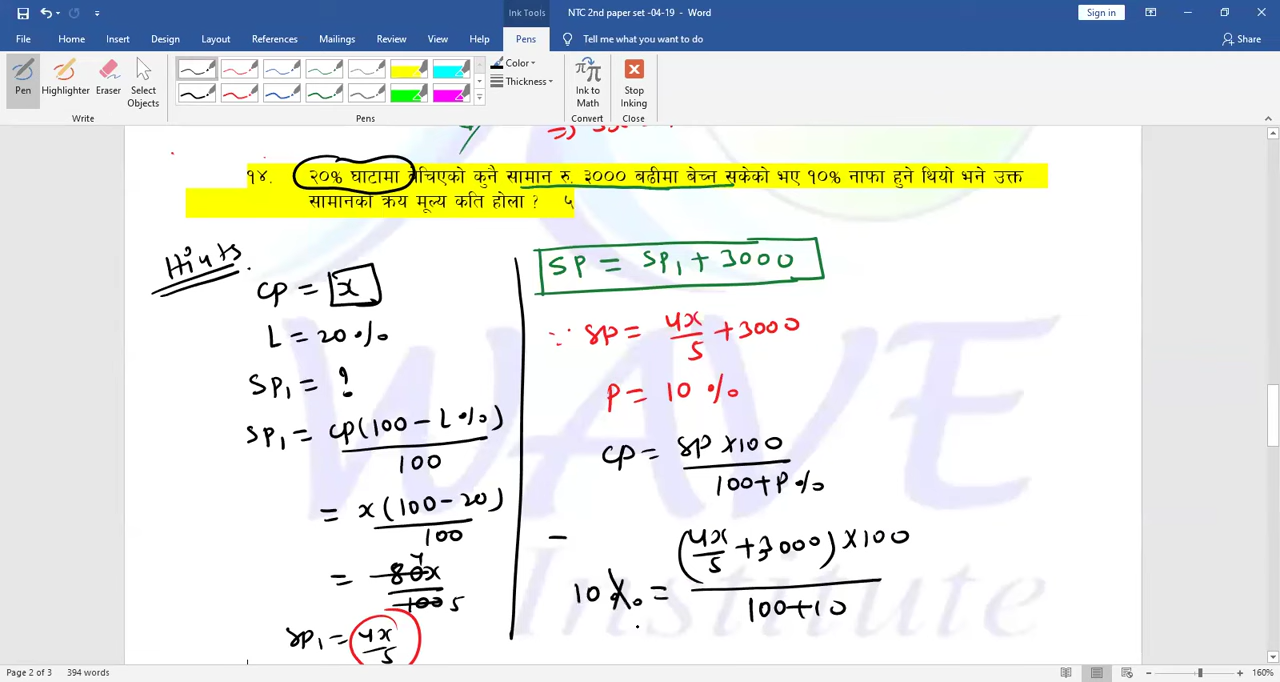 Ink Tools
NTC 2nd paper set -04-19 - Word
Sign in
File Home Insert Design Layout References Mailings Review View Help Pens Tell me what you want to do Share
Pen Highlighter Eraser Select Objects
Color
Thickness
Ink to Math
Stop Inking
Write Pens Convert Close
१४. २०% घाटामा बेचिएको कुनै सामान रु. ३००० बढीमा बेच्न सकेको भए १०% नाफा हुने थियो भने उक्त
सामानको क्रय मूल्य कति होला ? ५
Hints
CP = x
L = 20%
SP₁ = ?
SP₁ = CP(100 - L%)/100
= x(100 - 20)/100
= 80x/100 4 5
SP₁ = 4x/5
SP = SP₁ + 3000
∵ SP = 4x/5 + 3000
P = 10%
CP = SP×100/100+P%
10 = (4x/5 + 3000)×100/100+10
WAVE
Institute
Page 2 of 3 394 words 160%